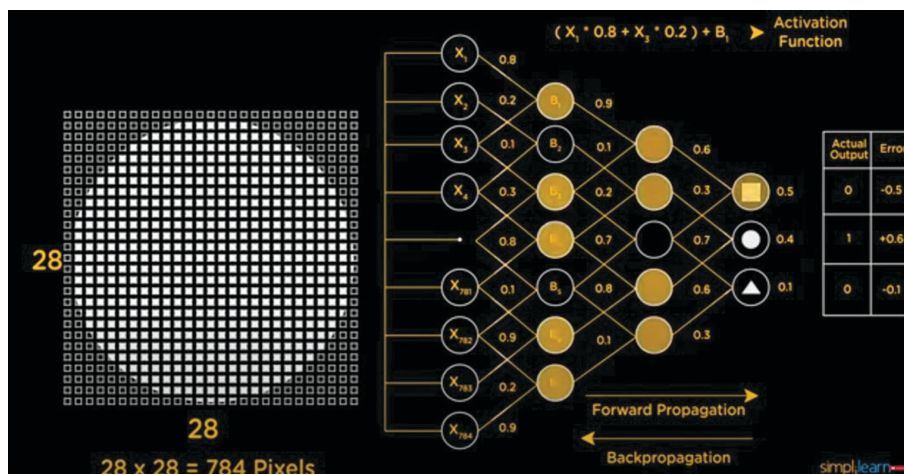 ( X₁ * 0.8 + X₃ * 0.2 ) + B₁
Activation
Function
X₁
0.8
X₂
0.2
B₁
0.9
X₃
0.1
B₂
0.1
0.6
X₄
0.3
B₃
0.2
0.3
0.5
0.8
0.7
0.7
0.4
X₇₈₁
0.1
B₅
0.8
0.6
0.1
X₇₈₂
0.9
0.1
0.3
X₇₈₃
0.2
X₇₈₄
0.9
Actual
Output
Error
0
-0.5
1
+0.6
0
-0.1
28
28
28 x 28 = 784 Pixels
Forward Propagation
Backpropagation
simplilearn